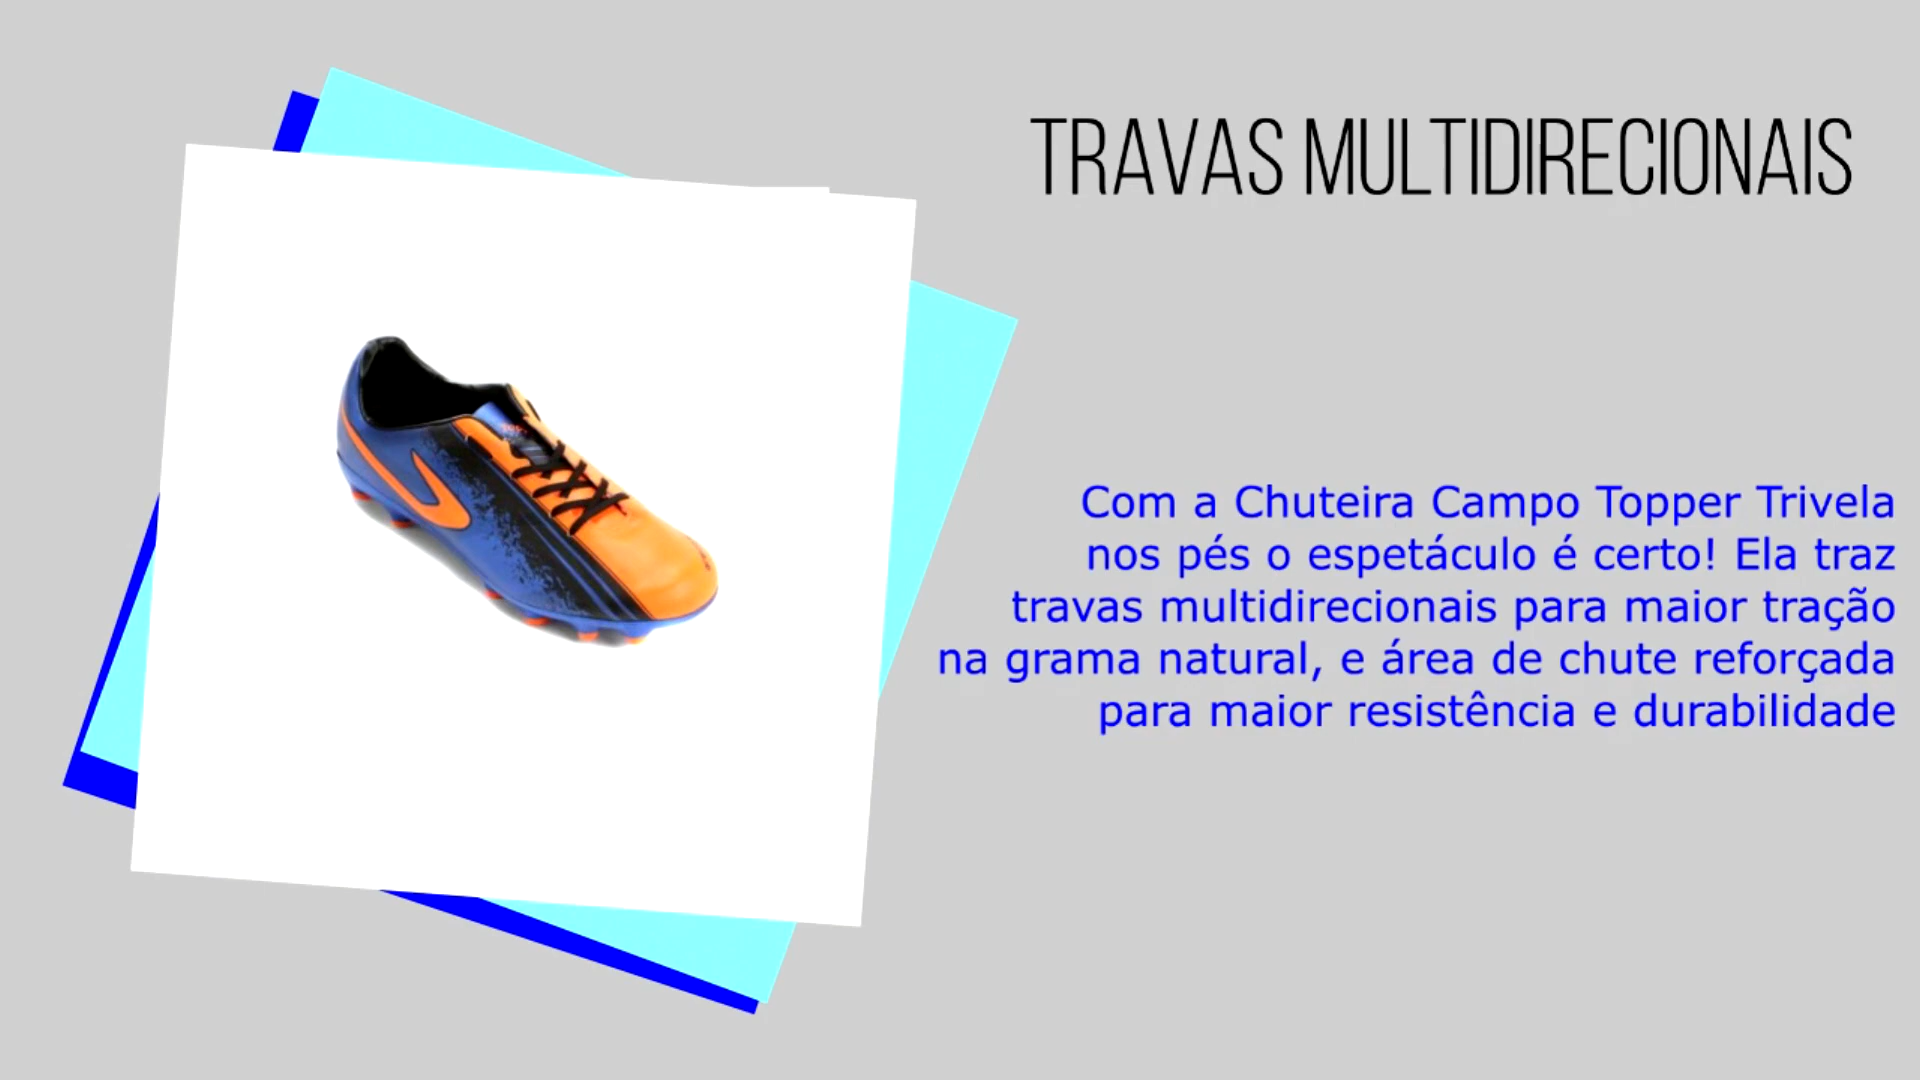 TRAVAS MULTIDIRECIONAIS
Com a Chuteira Campo Topper Trivela
nos pés o espetáculo é certo! Ela traz
travas multidirecionais para maior tração
na grama natural, e área de chute reforçada
para maior resistência e durabilidade